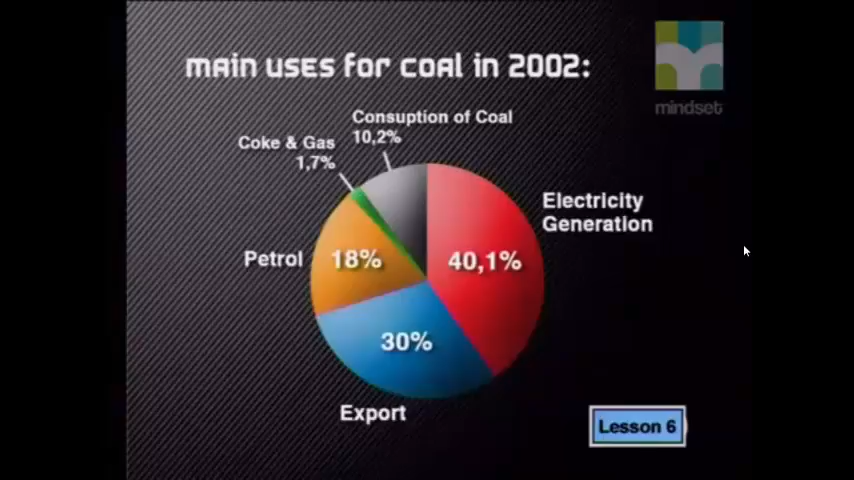 main uses for coal in 2002:
mindset
Consuption of Coal
10,2%
Coke & Gas
1,7%
Electricity
Generation
Petrol
18%
40,1%
30%
Export
Lesson 6